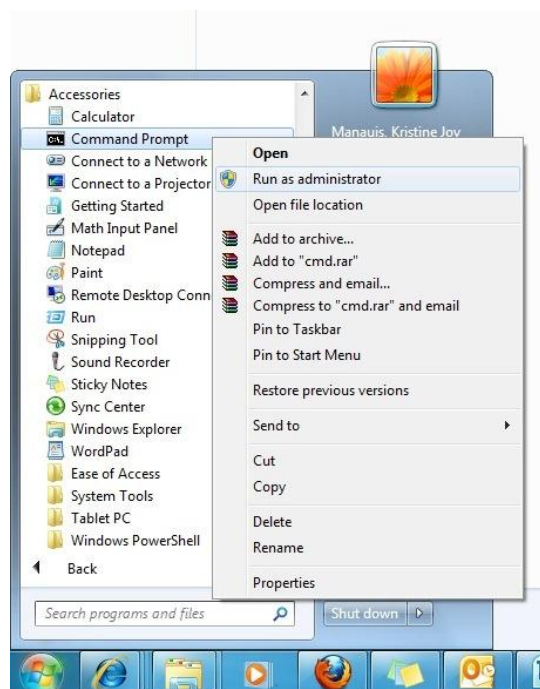 Accessories
Calculator
Command Prompt
Connect to a Network
Connect to a Projector
Getting Started
Math Input Panel
Notepad
Paint
Remote Desktop Conn
Run
Snipping Tool
Sound Recorder
Sticky Notes
Sync Center
Windows Explorer
WordPad
Ease of Access
System Tools
Tablet PC
Windows PowerShell
Back
Search programs and files
Manauis, Kristine Joy
Open
Run as administrator
Open file location
Add to archive...
Add to "cmd.rar"
Compress and email...
Compress to "cmd.rar" and email
Pin to Taskbar
Pin to Start Menu
Restore previous versions
Send to
Cut
Copy
Delete
Rename
Properties
Shut down